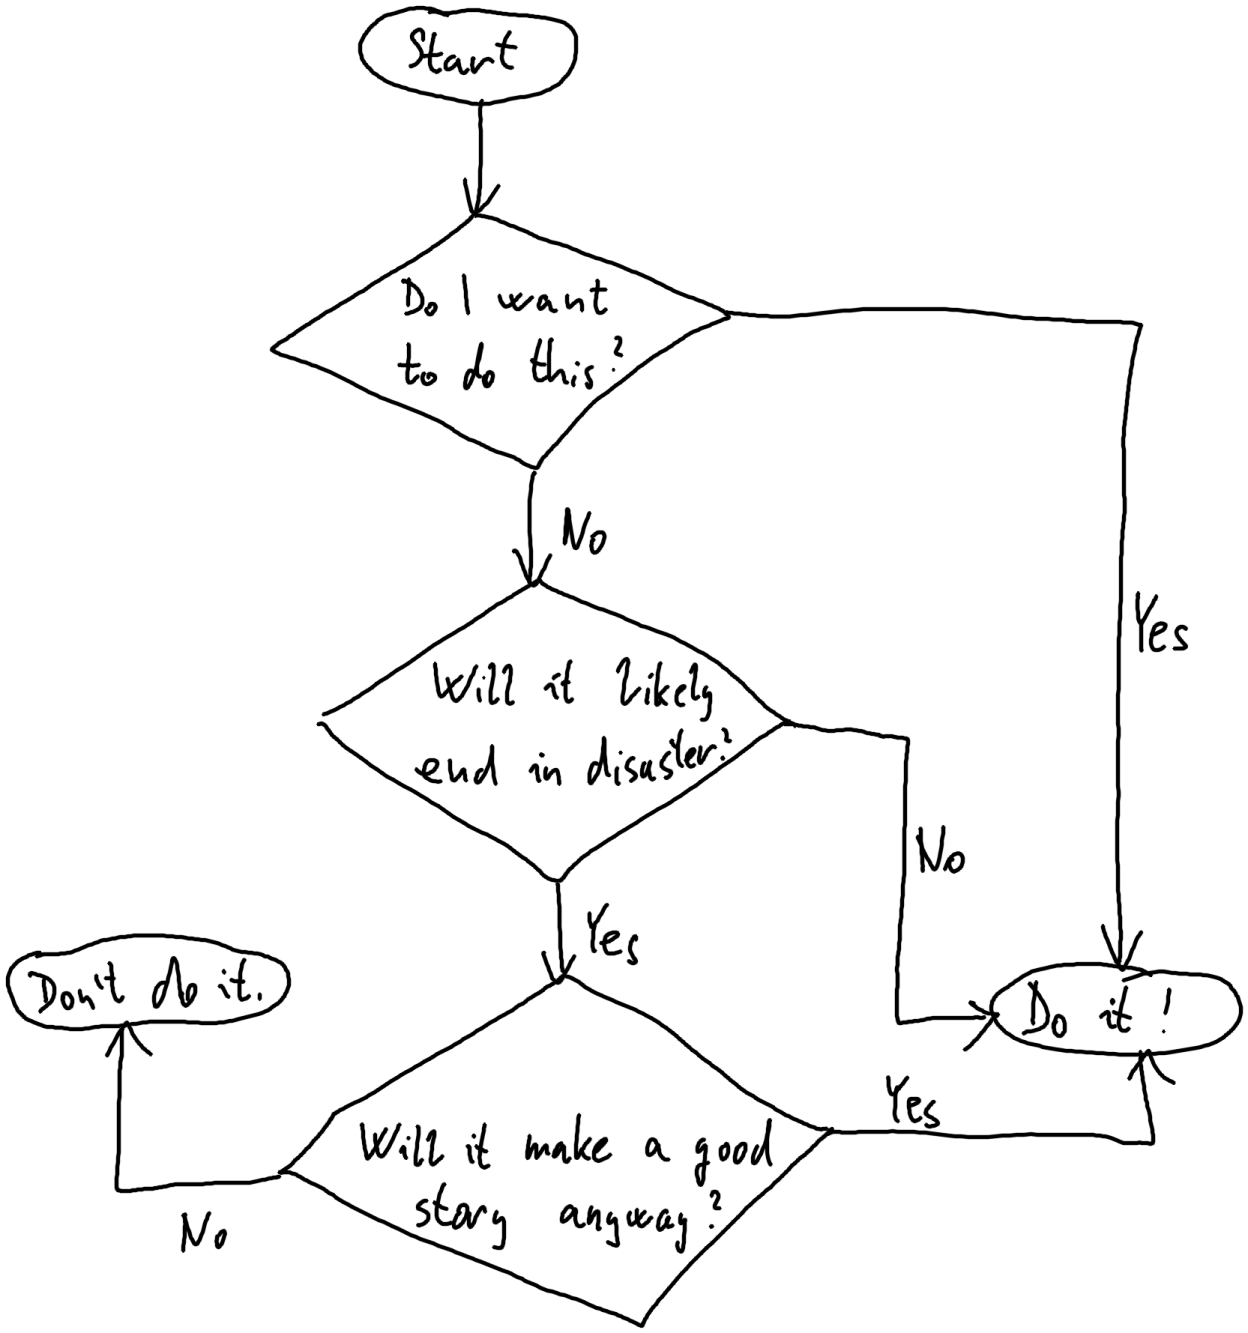 Start
Do I want
to do this?
No
Yes
Will it likely
end in disaster?
No
Yes
Don't do it.
Do it!
Yes
Will it make a good
story anyway?
No